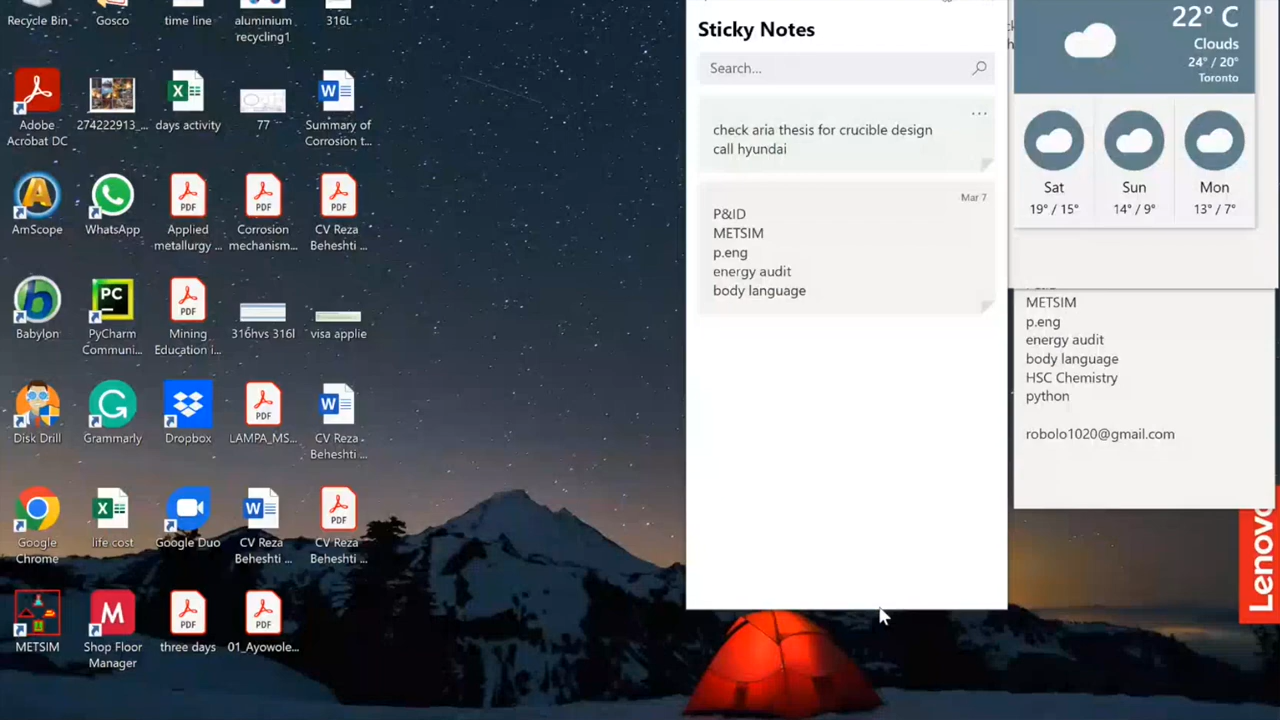 Recycle Bin
Gosco
time line
aluminium
recycling1
316L
Adobe
Acrobat DC
274222913_...
days activity
77
Summary of
Corrosion t...
AmScope
WhatsApp
Applied
metallurgy ...
Corrosion
mechanism...
CV Reza
Beheshti ...
Babylon
PyCharm
Communi...
Mining
Education i...
316hvs 316l
visa applie
Disk Drill
Grammarly
Dropbox
LAMPA_MS...
CV Reza
Beheshti ...
Google
Chrome
life cost
Google Duo
CV Reza
Beheshti ...
CV Reza
Beheshti ...
METSIM
Shop Floor
Manager
three days
01_Ayowole...
Sticky Notes
Search...
check aria thesis for crucible design
call hyundai
Mar 7
P&ID
METSIM
p.eng
energy audit
body language
22° C
Clouds
24° / 20°
Toronto
Sat
Sun
Mon
19° / 15°
14° / 9°
13° / 7°
METSIM
p.eng
energy audit
body language
HSC Chemistry
python
robolo1020@gmail.com
Lenovo